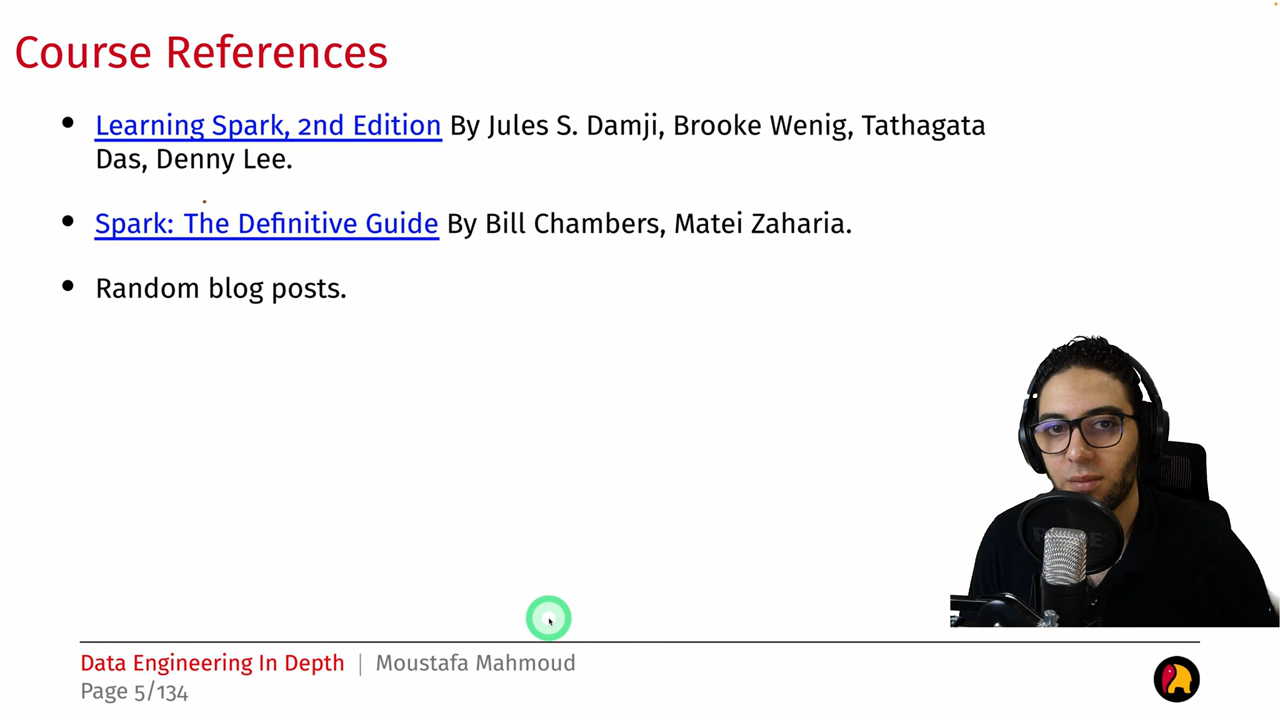 Course References
• Learning Spark, 2nd Edition By Jules S. Damji, Brooke Wenig, Tathagata
Das, Denny Lee.
• Spark: The Definitive Guide By Bill Chambers, Matei Zaharia.
• Random blog posts.
Data Engineering In Depth | Moustafa Mahmoud
Page 5/134